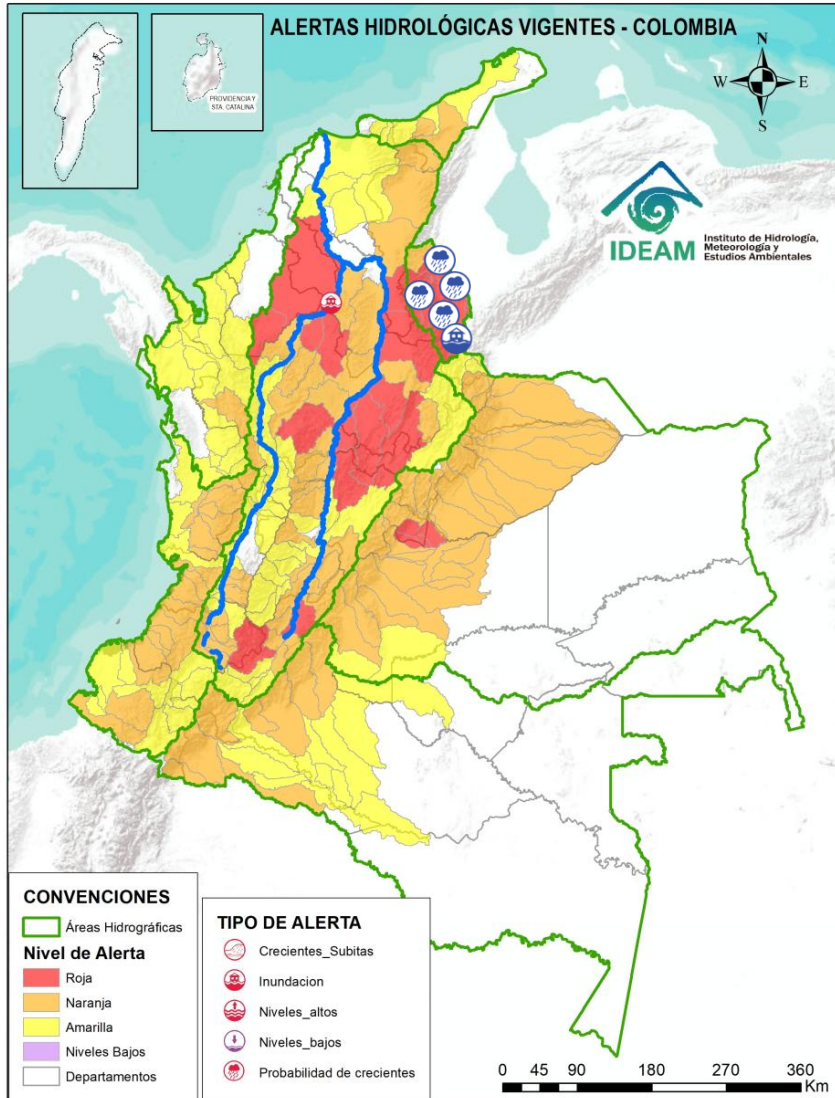 ALERTAS HIDROLÓGICAS VIGENTES - COLOMBIA
PROVIDENCIA Y
STA. CATALINA
N
W
E
S
IDEAM
Instituto de Hidrología,
Meteorología y
Estudios Ambientales
CONVENCIONES
Áreas Hidrográficas
Nivel de Alerta
Roja
Naranja
Amarilla
Niveles Bajos
Departamentos
TIPO DE ALERTA
Crecientes_Subitas
Inundacion
Niveles_altos
Niveles_bajos
Probabilidad de crecientes
0 45 90 180 270 360
Km